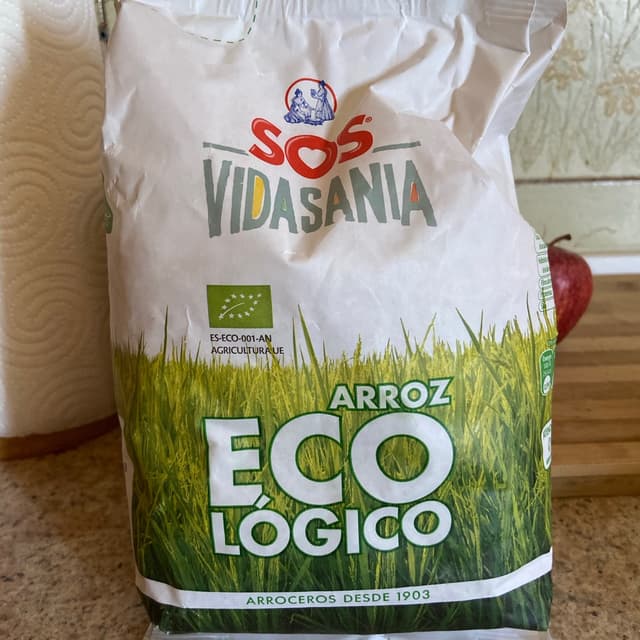 SOS
VIDASANIA
ES-ECO-001-AN
AGRICULTURA UE
ARROZ
ECO
LÓGICO
ARROCEROS DESDE 1903